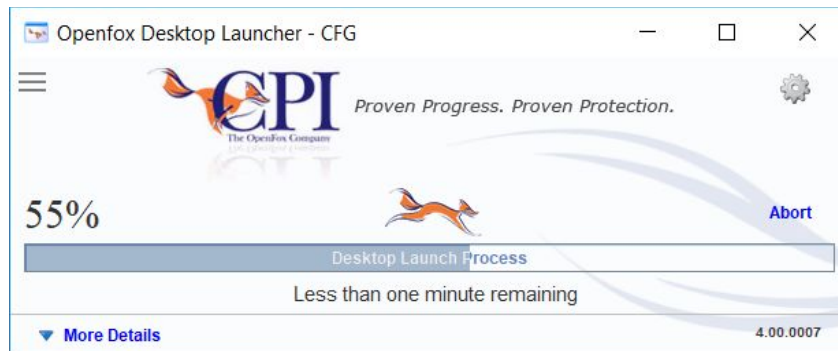 Openfox Desktop Launcher - CFG
CPI
The OpenFox Company
Proven Progress. Proven Protection.
55%
Abort
Desktop Launch Process
Less than one minute remaining
More Details
4.00.0007